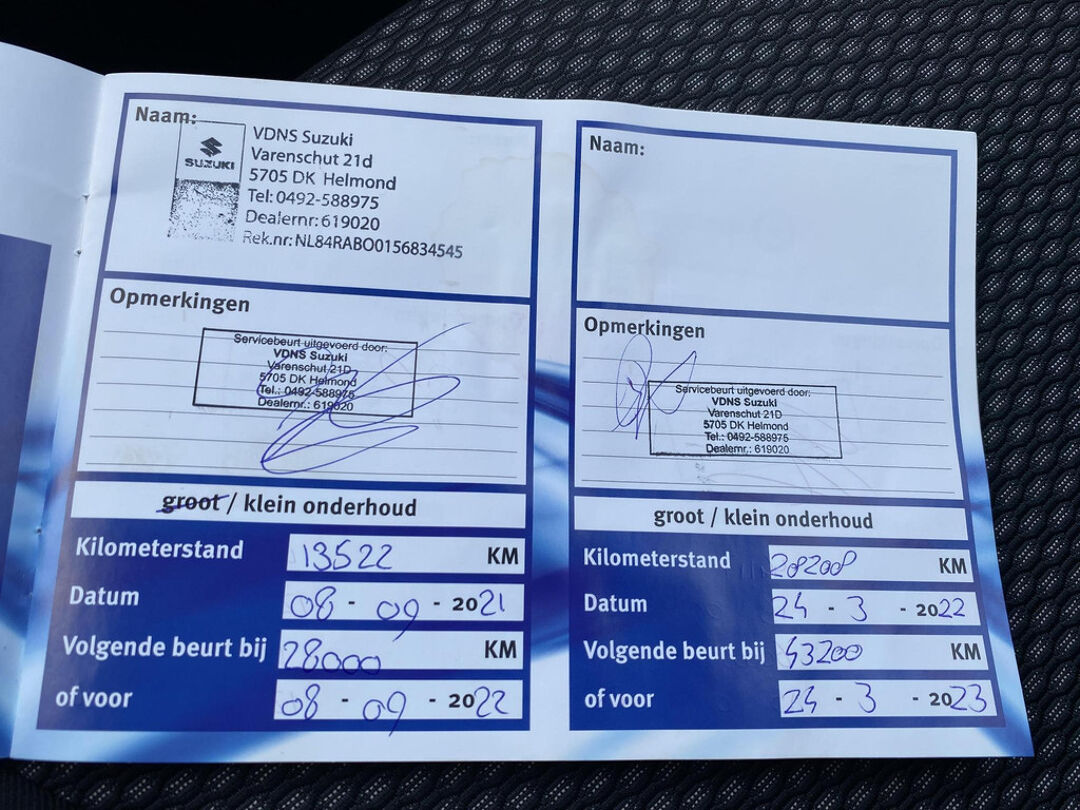 Naam:
SUZUKI
VDNS Suzuki
Varenschut 21d
5705 DK Helmond
Tel: 0492-588975
Dealernr: 619020
Rek.nr: NL84RABO0156834545
Opmerkingen
Servicebeurt uitgevoerd door:
VDNS Suzuki
Varenschut 21D
5705 DK Helmond
Tel.: 0492-588975
Dealernr.: 619020
groot / klein onderhoud
Kilometerstand 13522 KM
Datum 08 - 09 - 2021
Volgende beurt bij 28000 KM
of voor 08 - 09 - 2022
Naam:
Opmerkingen
Servicebeurt uitgevoerd door:
VDNS Suzuki
Varenschut 21D
5705 DK Helmond
Tel.: 0492-588975
Dealernr.: 619020
groot / klein onderhoud
Kilometerstand 28208 KM
Datum 24 - 3 - 2022
Volgende beurt bij 43200 KM
of voor 24 - 3 - 2023